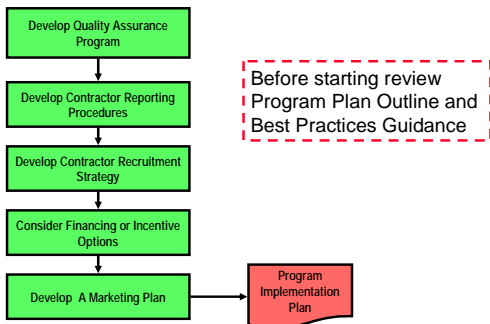 Develop Quality Assurance
Program
Develop Contractor Reporting
Procedures
Develop Contractor Recruitment
Strategy
Consider Financing or Incentive
Options
Develop A Marketing Plan
Program
Implementation
Plan
Before starting review
Program Plan Outline and
Best Practices Guidance